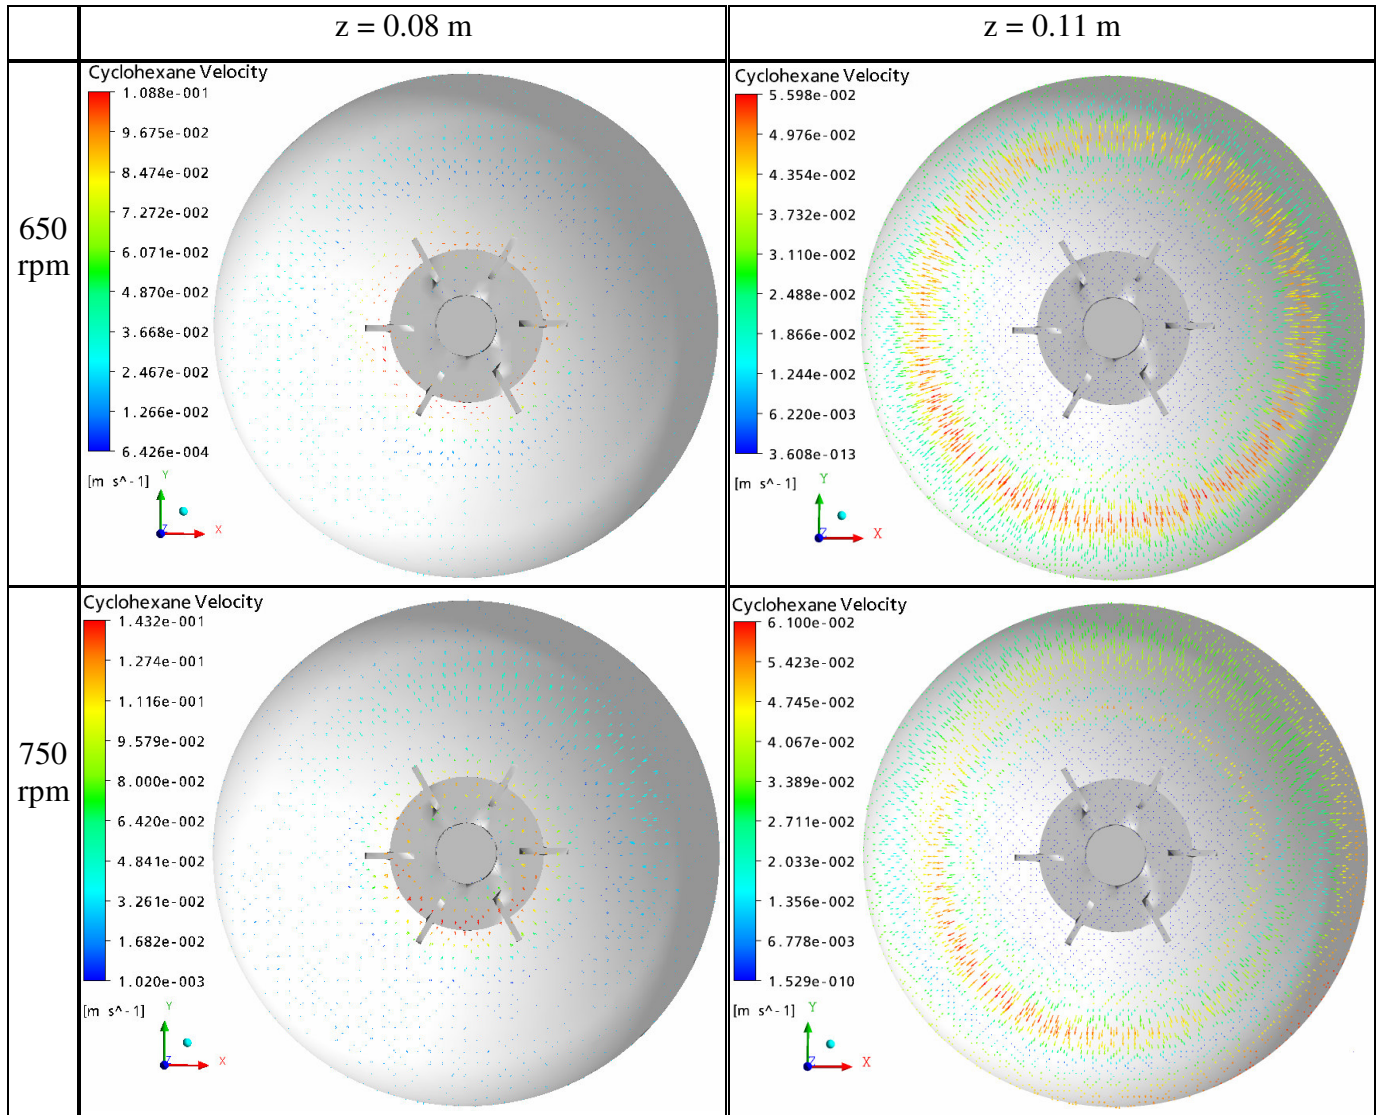 z = 0.08 m
z = 0.11 m
650
rpm
Cyclohexane Velocity
1.088e-001
9.675e-002
8.474e-002
7.272e-002
6.071e-002
4.870e-002
3.668e-002
2.467e-002
1.266e-002
6.426e-004
[m s^-1]
Y
Z
X
Cyclohexane Velocity
5.598e-002
4.976e-002
4.354e-002
3.732e-002
3.110e-002
2.488e-002
1.866e-002
1.244e-002
6.220e-003
3.608e-013
[m s^-1]
Y
Z
X
750
rpm
Cyclohexane Velocity
1.432e-001
1.274e-001
1.116e-001
9.579e-002
8.000e-002
6.420e-002
4.841e-002
3.261e-002
1.682e-002
1.020e-003
[m s^-1]
Y
Z
X
Cyclohexane Velocity
6.100e-002
5.423e-002
4.745e-002
4.067e-002
3.389e-002
2.711e-002
2.033e-002
1.356e-002
6.778e-003
1.529e-010
[m s^-1]
Y
Z
X